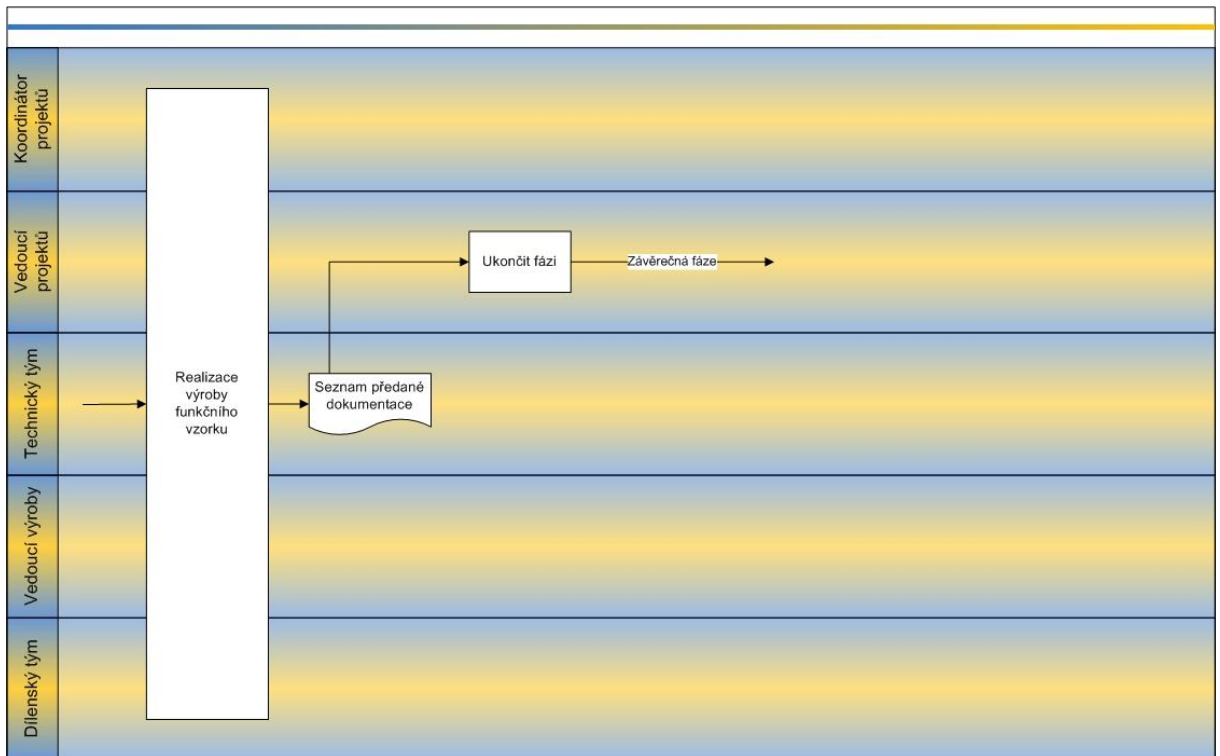 Koordinátor
projektů
Vedoucí
projektů
Ukončit fázi
Závěrečná fáze
Technický tým
Realizace
výroby
funkčního
vzorku
Seznam předané
dokumentace
Vedoucí výroby
Dílenský tým